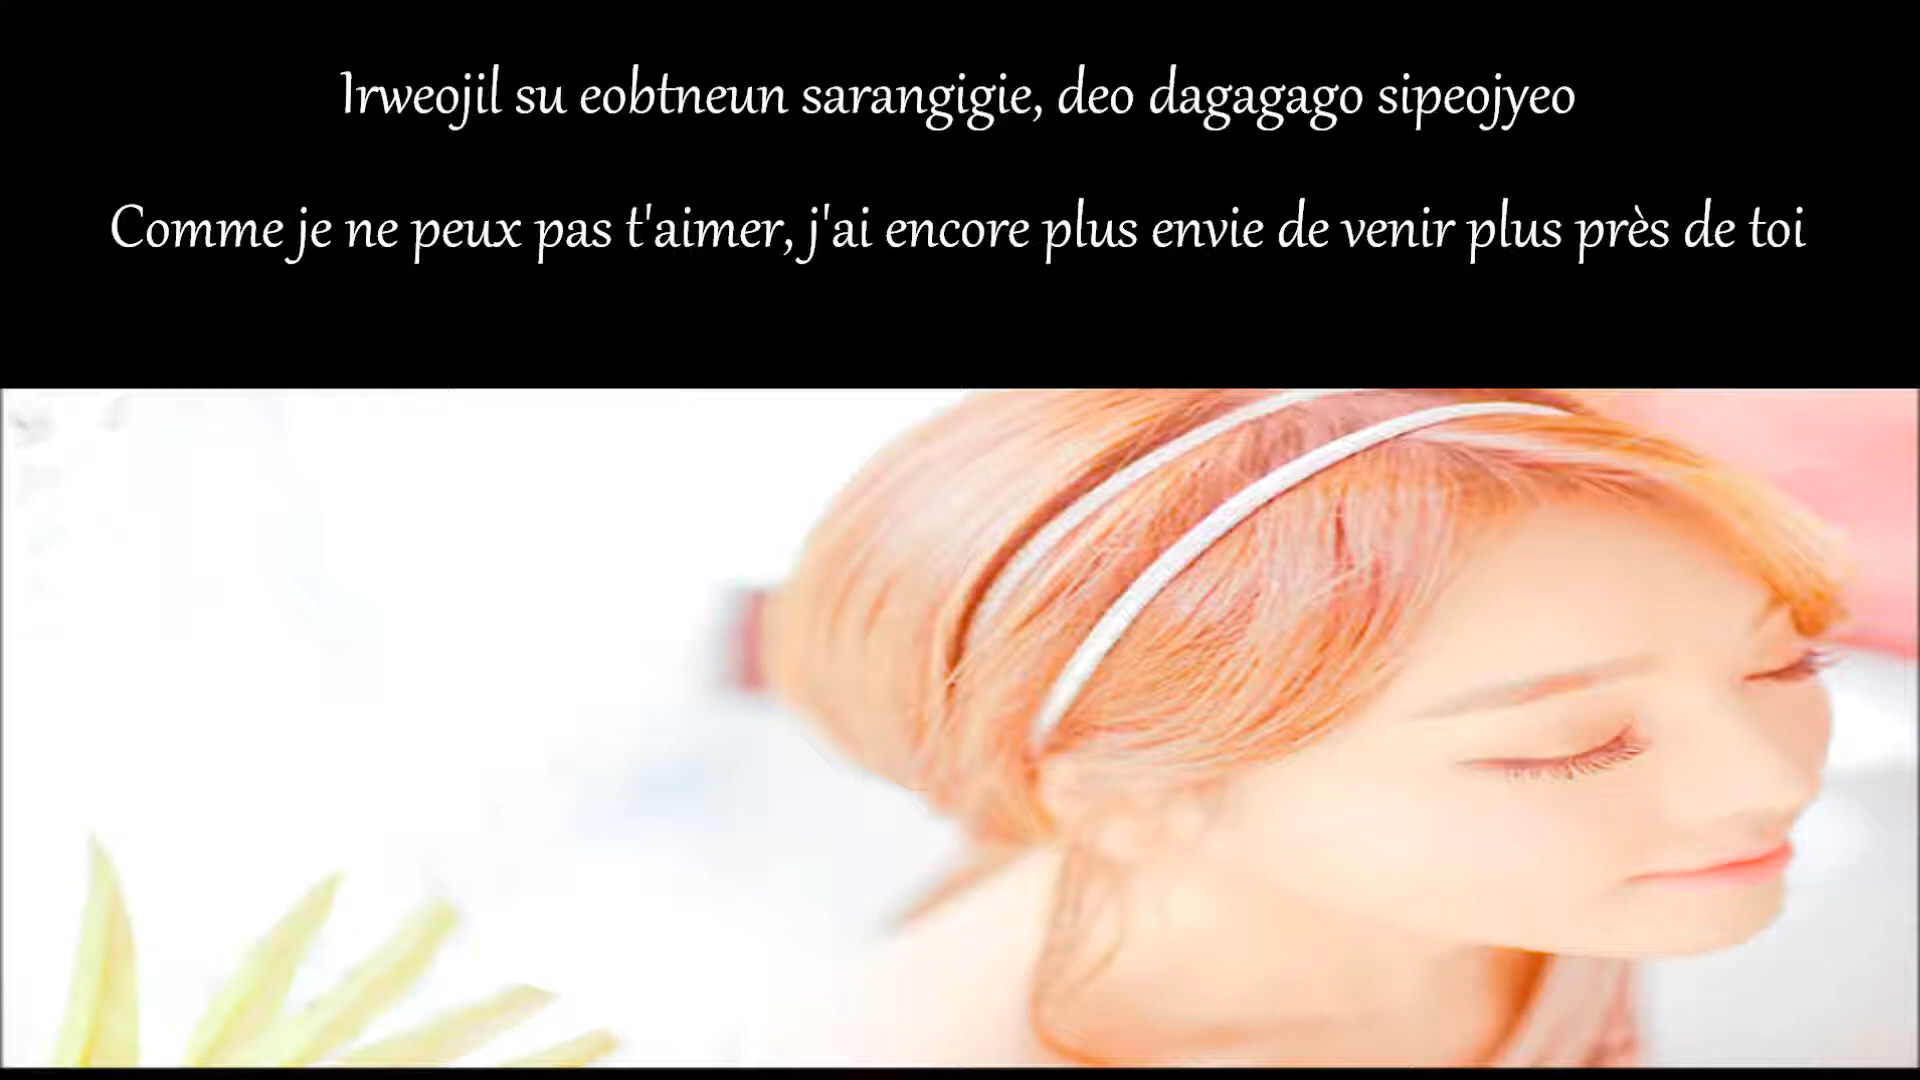 Irweojil su eobtneun sarangigie, deo dagagago sipeojyeo
Comme je ne peux pas t'aimer, j'ai encore plus envie de venir plus près de toi